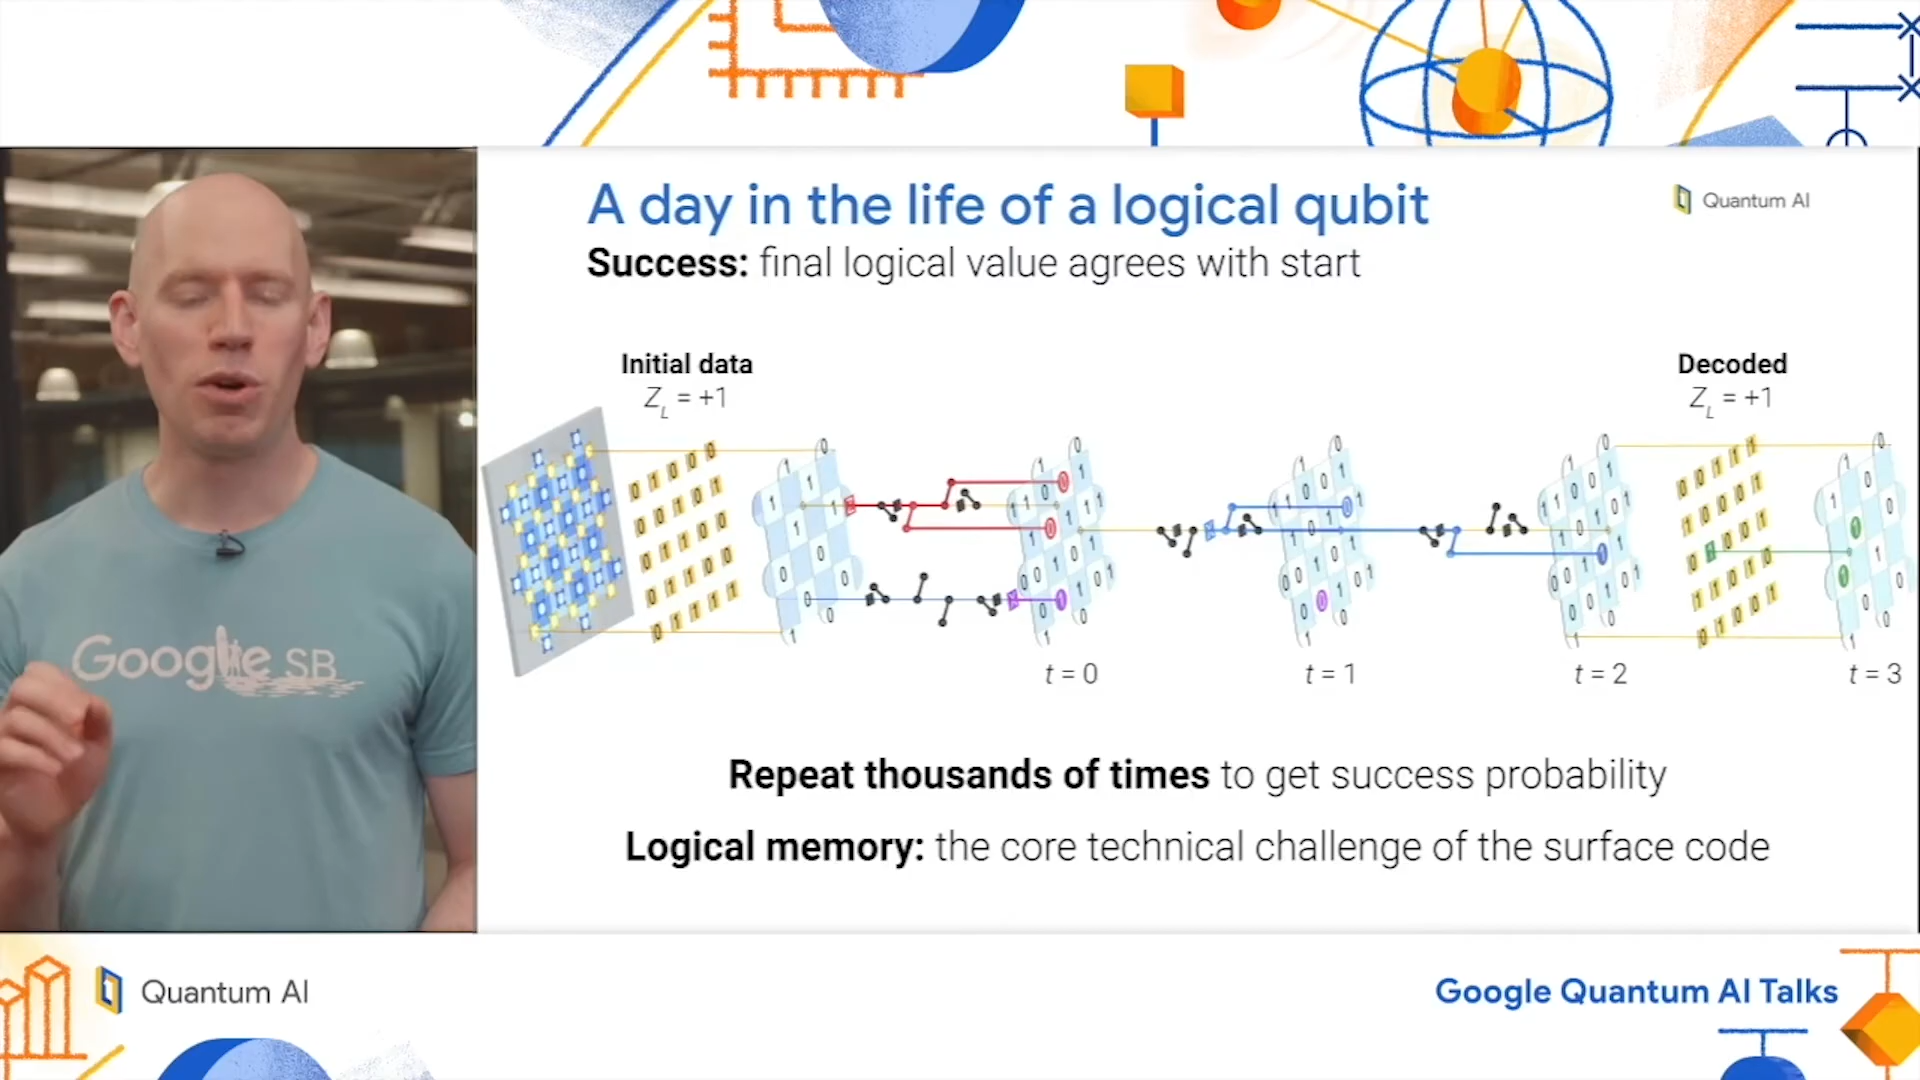 A day in the life of a logical qubit
Quantum AI
Success: final logical value agrees with start
Initial data
Z_L = +1
Decoded
Z_L = +1
Google SB
t = 0
t = 1
t = 2
t = 3
Repeat thousands of times to get success probability
Logical memory: the core technical challenge of the surface code
Quantum AI
Google Quantum AI Talks